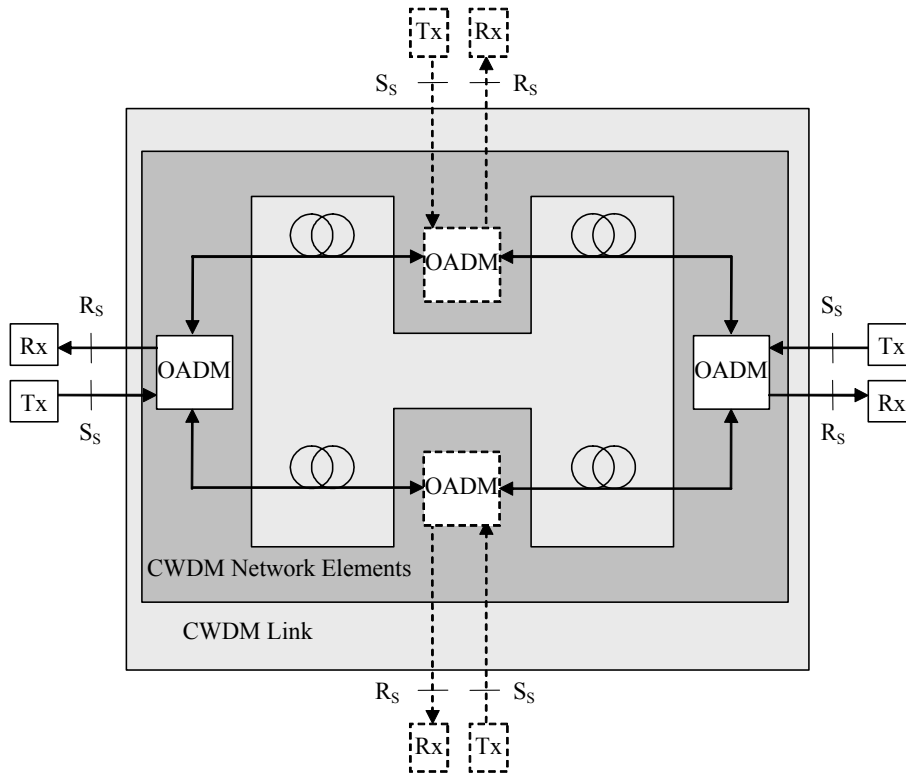 Tx Rx
S_S R_S
OADM
R_S S_S
Rx OADM OADM Tx
Tx Rx
S_S R_S
OADM
CWDM Network Elements
CWDM Link
R_S S_S
Rx Tx